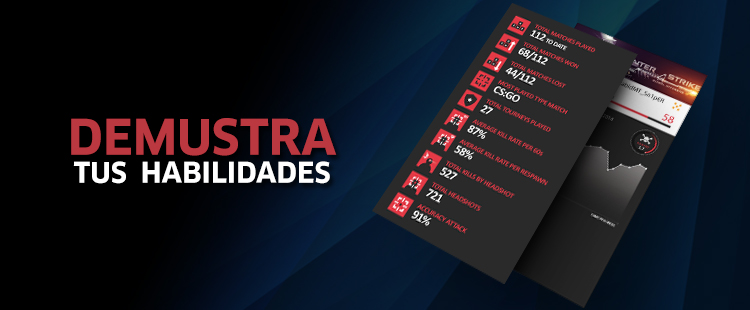 DEMUSTRA
TUS HABILIDADES
TOTAL MATCHES PLAYED
112 TO DATE
TOTAL MATCHES WON
68/112
TOTAL MATCHES LOST
44/112
MOST PLAYED TYPE MATCH
CS:GO
TOTAL TOURNEYS PLAYED
27
AVERAGE KILL RATE PER 60s
87%
AVERAGE KILL RATE PER RESPAWN
58%
TOTAL KILLS BY HEADSHOT
527
TOTAL HEADSHOTS
721
ACCURACY ATTACK
91%
NTER STRIKE
58